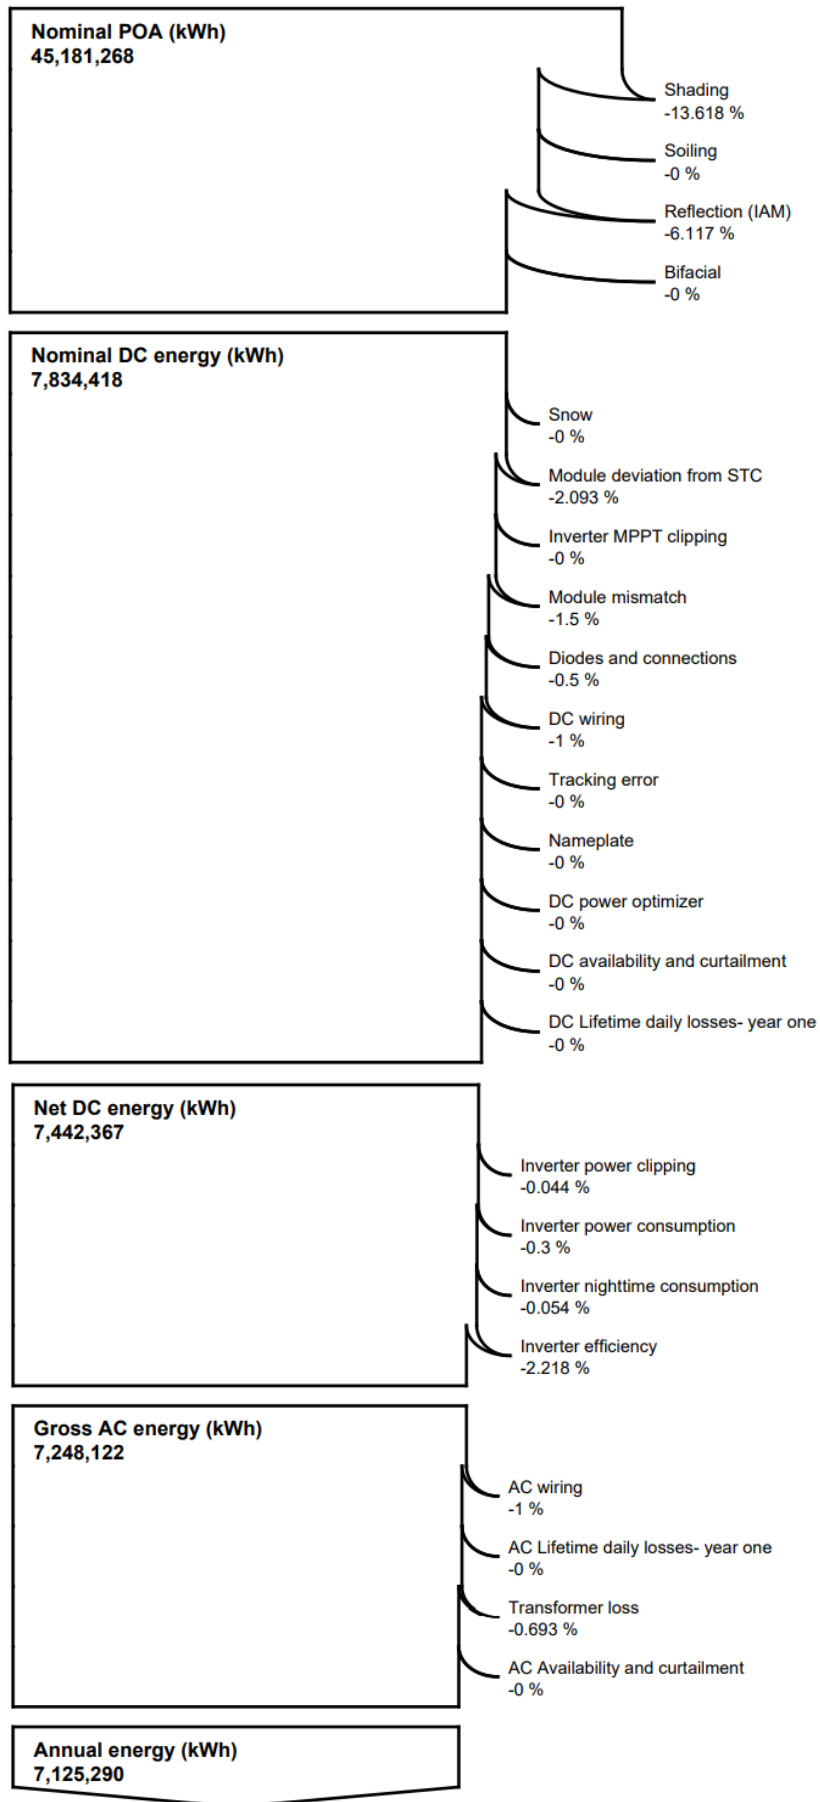 Nominal POA (kWh)
45,181,268
Shading
-13.618 %
Soiling
-0 %
Reflection (IAM)
-6.117 %
Bifacial
-0 %
Nominal DC energy (kWh)
7,834,418
Snow
-0 %
Module deviation from STC
-2.093 %
Inverter MPPT clipping
-0 %
Module mismatch
-1.5 %
Diodes and connections
-0.5 %
DC wiring
-1 %
Tracking error
-0 %
Nameplate
-0 %
DC power optimizer
-0 %
DC availability and curtailment
-0 %
DC Lifetime daily losses- year one
-0 %
Net DC energy (kWh)
7,442,367
Inverter power clipping
-0.044 %
Inverter power consumption
-0.3 %
Inverter nighttime consumption
-0.054 %
Inverter efficiency
-2.218 %
Gross AC energy (kWh)
7,248,122
AC wiring
-1 %
AC Lifetime daily losses- year one
-0 %
Transformer loss
-0.693 %
AC Availability and curtailment
-0 %
Annual energy (kWh)
7,125,290